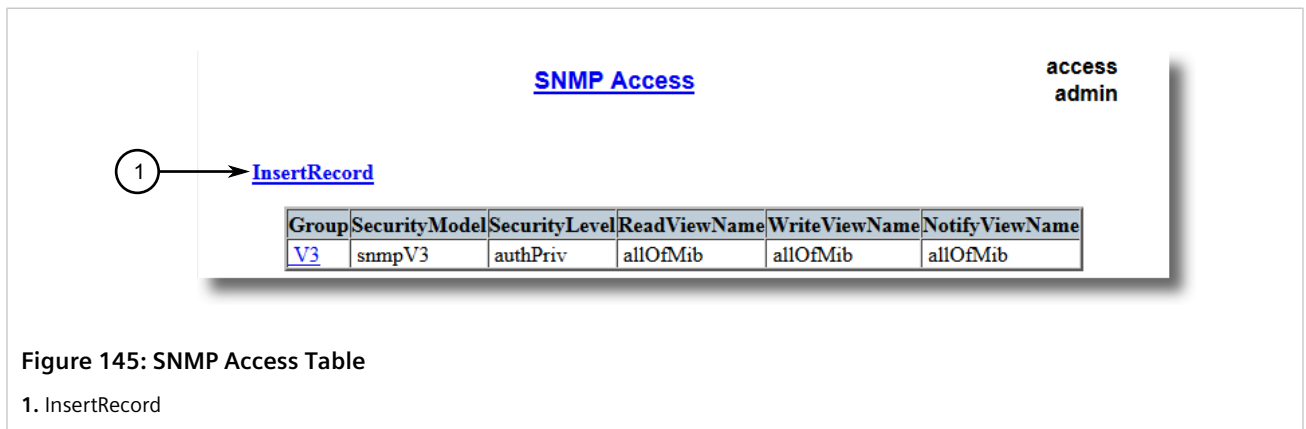 SNMP Access
access
admin
1
InsertRecord
Group SecurityModel SecurityLevel ReadViewName WriteViewName NotifyViewName
V3 snmpV3 authPriv allOfMib allOfMib allOfMib
Figure 145: SNMP Access Table
1. InsertRecord